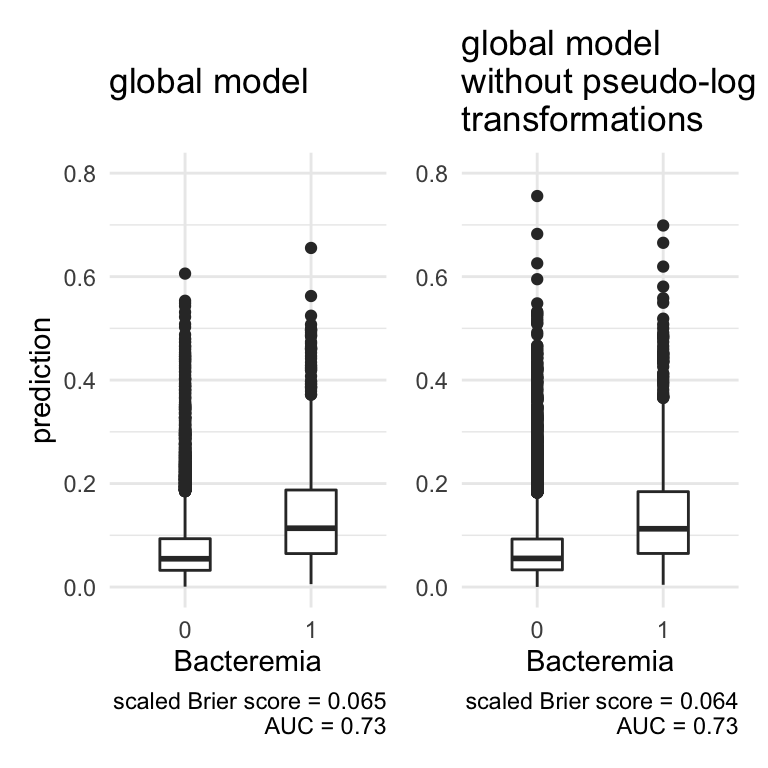 global model
global model
without pseudo-log
transformations
prediction
0.8
0.6
0.4
0.2
0.0
0 1
Bacteremia
scaled Brier score = 0.065
AUC = 0.73
0.8
0.6
0.4
0.2
0.0
0 1
Bacteremia
scaled Brier score = 0.064
AUC = 0.73